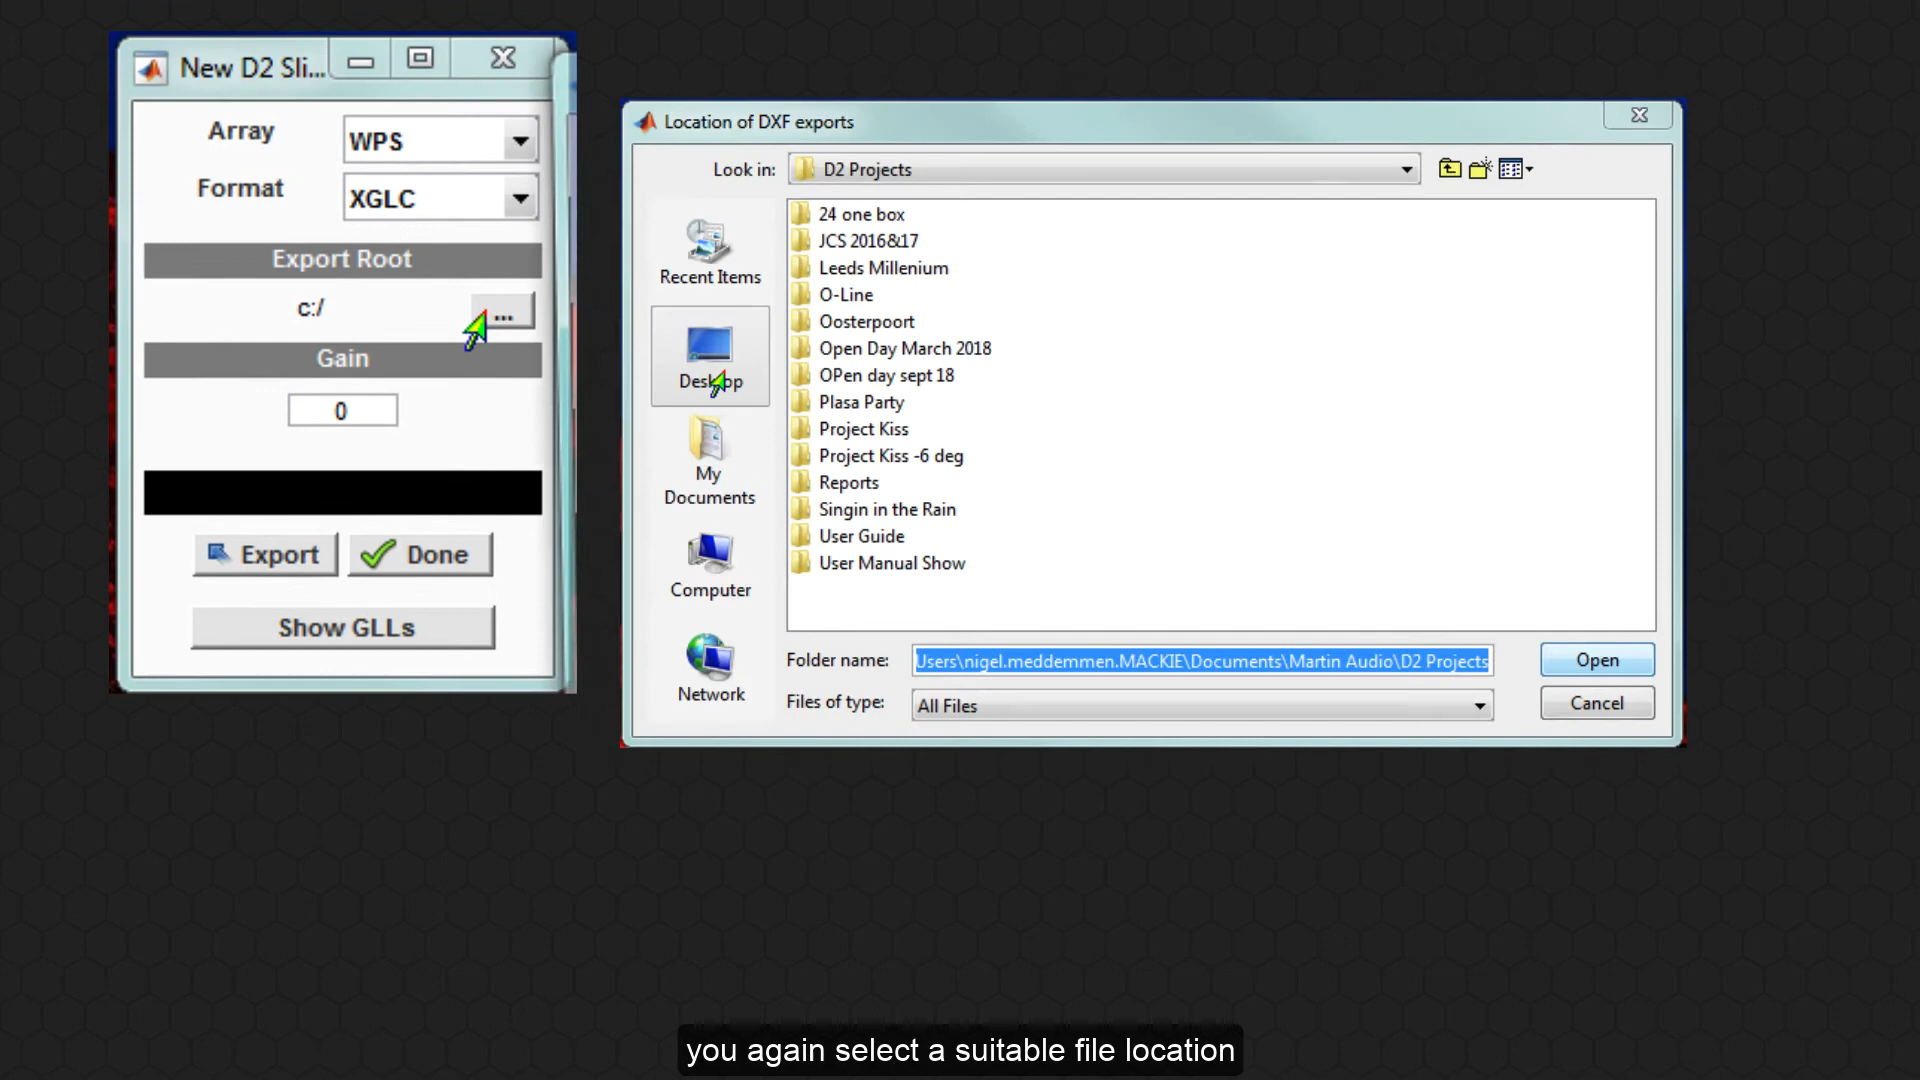 New D2 Sli...
Array
WPS
Format
XGLC
Export Root
c:/
...
Gain
0
Export
Done
Show GLLs
Location of DXF exports
Look in:
D2 Projects
Recent Items
Desktop
My
Documents
Computer
Network
24 one box
JCS 2016&17
Leeds Millenium
O-Line
Oosterpoort
Open Day March 2018
OPen day sept 18
Plasa Party
Project Kiss
Project Kiss -6 deg
Reports
Singin in the Rain
User Guide
User Manual Show
Folder name:
Users\nigel.meddemmen.MACKIE\Documents\Martin Audio\D2 Projects
Open
Files of type:
All Files
Cancel
you again select a suitable file location